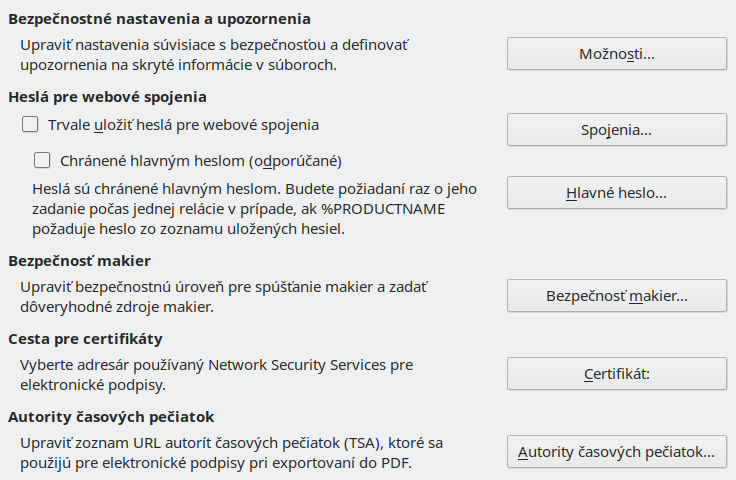 Bezpečnostné nastavenia a upozornenia
Upraviť nastavenia súvisiace s bezpečnosťou a definovať
upozornenia na skryté informácie v súboroch.
Možnosti...
Heslá pre webové spojenia
Trvale uložiť heslá pre webové spojenia
Spojenia...
Chránené hlavným heslom (odporúčané)
Heslá sú chránené hlavným heslom. Budete požiadaní raz o jeho
zadanie počas jednej relácie v prípade, ak %PRODUCTNAME
požaduje heslo zo zoznamu uložených hesiel.
Hlavné heslo...
Bezpečnosť makier
Upraviť bezpečnostnú úroveň pre spúšťanie makier a zadať
dôveryhodné zdroje makier.
Bezpečnosť makier...
Cesta pre certifikáty
Vyberte adresár používaný Network Security Services pre
elektronické podpisy.
Certifikát:
Autority časových pečiatok
Upraviť zoznam URL autorít časových pečiatok (TSA), ktoré sa
použijú pre elektronické podpisy pri exportovaní do PDF.
Autority časových pečiatok...